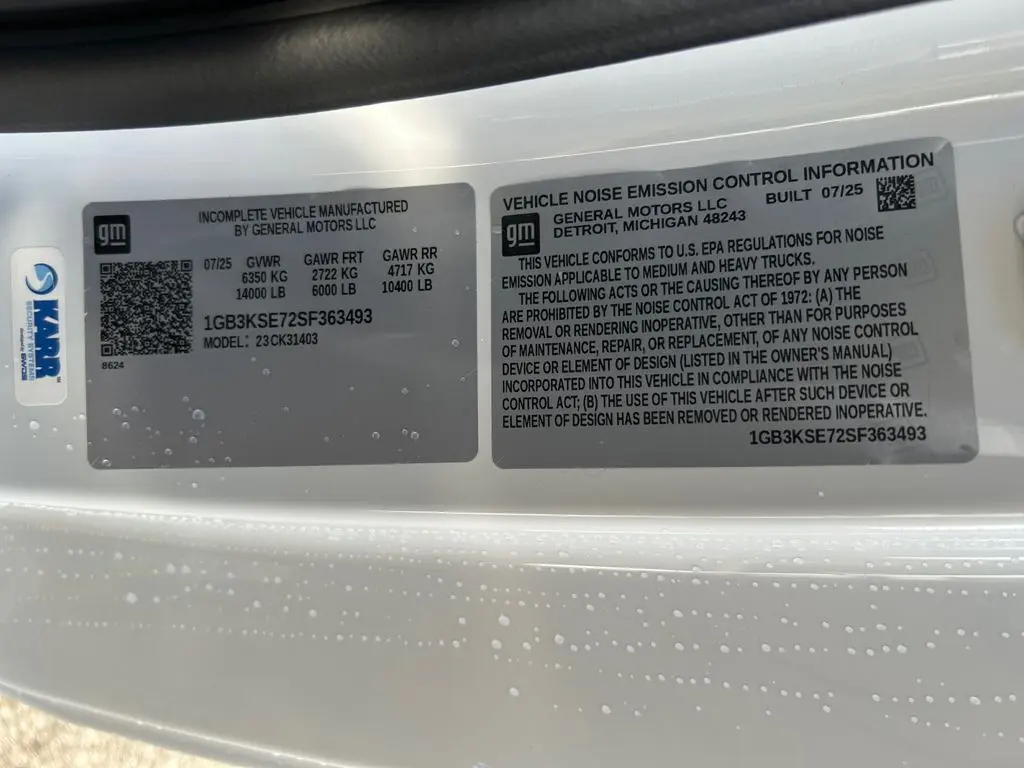 KARR
SECURITY SYSTEMS
gm
INCOMPLETE VEHICLE MANUFACTURED
BY GENERAL MOTORS LLC
07/25 GVWR GAWR FRT GAWR RR
6350 KG 2722 KG 4717 KG
14000 LB 6000 LB 10400 LB
1GB3KSE72SF363493
MODEL: 23CK31403
8624
VEHICLE NOISE EMISSION CONTROL INFORMATION
gm
GENERAL MOTORS LLC BUILT 07/25
DETROIT, MICHIGAN 48243
THIS VEHICLE CONFORMS TO U.S. EPA REGULATIONS FOR NOISE
EMISSION APPLICABLE TO MEDIUM AND HEAVY TRUCKS.
THE FOLLOWING ACTS OR THE CAUSING THEREOF BY ANY PERSON
ARE PROHIBITED BY THE NOISE CONTROL ACT OF 1972: (A) THE
REMOVAL OR RENDERING INOPERATIVE, OTHER THAN FOR PURPOSES
OF MAINTENANCE, REPAIR, OR REPLACEMENT, OF ANY NOISE CONTROL
DEVICE OR ELEMENT OF DESIGN (LISTED IN THE OWNER'S MANUAL)
INCORPORATED INTO THIS VEHICLE IN COMPLIANCE WITH THE NOISE
CONTROL ACT; (B) THE USE OF THIS VEHICLE AFTER SUCH DEVICE OR
ELEMENT OF DESIGN HAS BEEN REMOVED OR RENDERED INOPERATIVE.
1GB3KSE72SF363493